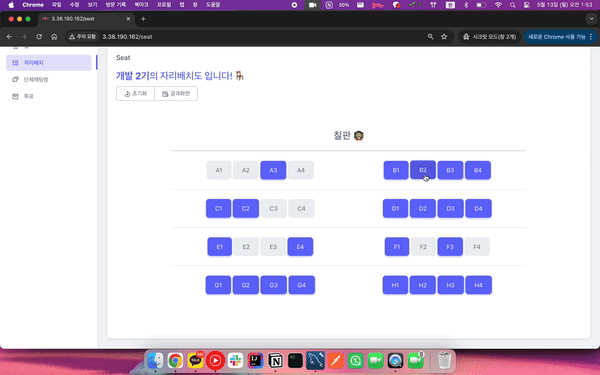 Chrome 파일 수정 보기 방문 기록 북마크 프로필 탭 창 도움말
50%
5월 13일 (월) 오전 1:53
3.38.190.162/seat
주의 요함 3.38.190.162/seat
시크릿 모드(창 2개)
새로운 Chrome 사용 가능
홈
자리배치
단체채팅방
투표
Seat
개발 2기의 자리배치도 입니다!
초기화 결과화면
칠판
A1 A2 A3 A4 B1 B2 B3 B4
C1 C2 C3 C4 D1 D2 D3 D4
E1 E2 E3 E4 F1 F2 F3 F4
G1 G2 G3 G4 H1 H2 H3 H4